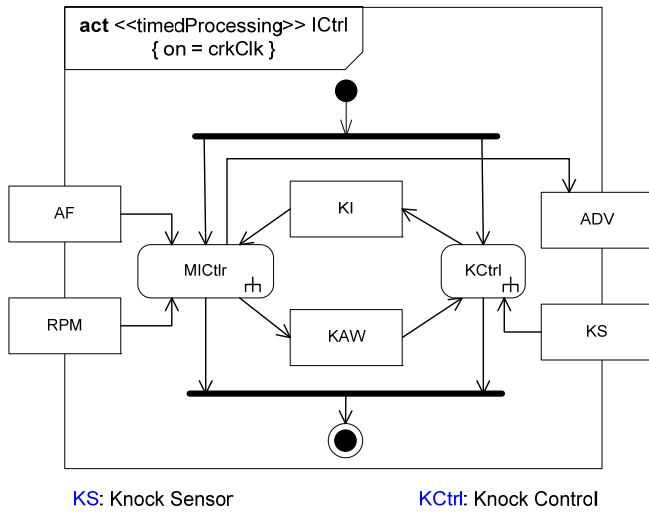 act <<timedProcessing>> ICtrl
{ on = crkClk }
AF
KI
ADV
MICtlr
KCtrl
RPM
KAW
KS
KS: Knock Sensor
KCtrl: Knock Control